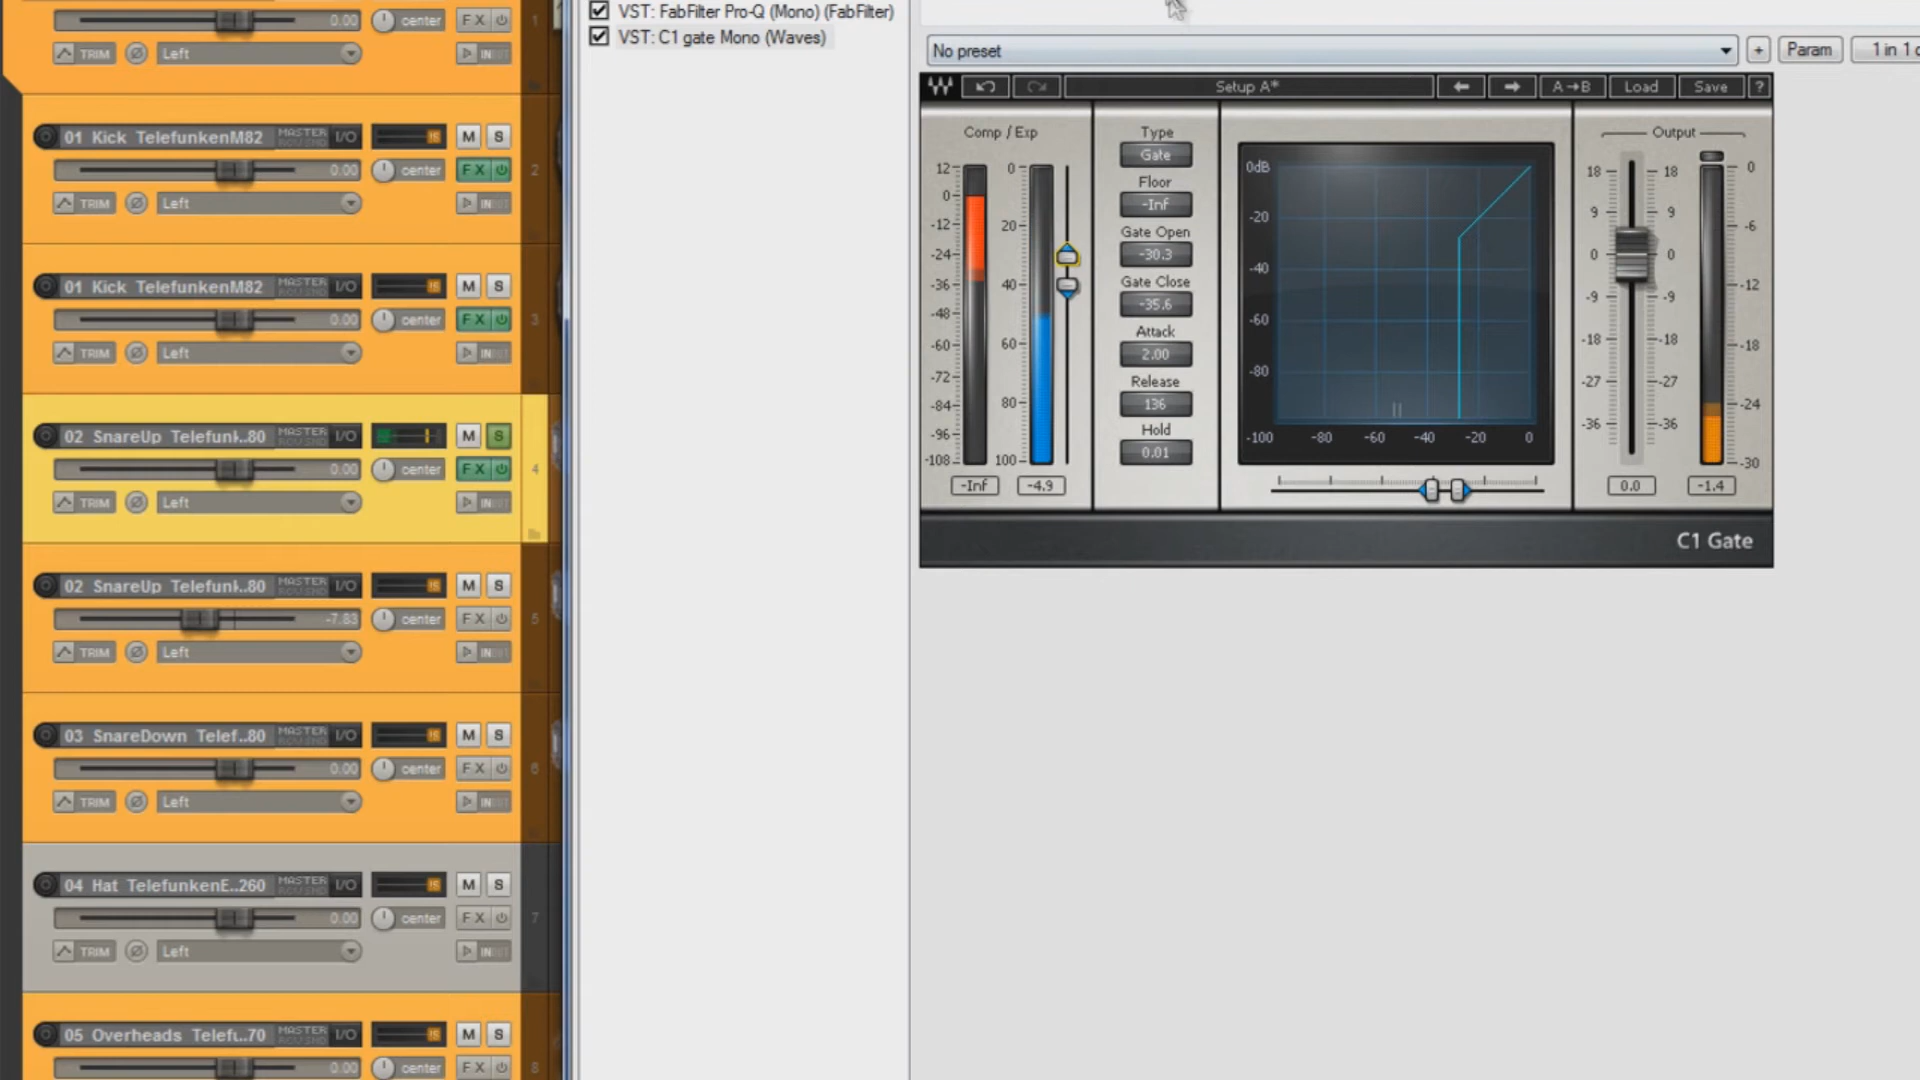 0.00 center FX 1
TRIM Left IN
01 Kick TelefunkenM82 MASTER I/O M S
0.00 center FX 2
TRIM Left IN
01 Kick TelefunkenM82 MASTER I/O M S
0.00 center FX 3
TRIM Left IN
02 SnareUp Telefunk..80 MASTER I/O M S
0.00 center FX 4
TRIM Left IN
02 SnareUp Telefunk..80 MASTER I/O M S
-7.83 center FX 5
TRIM Left IN
03 SnareDown Telef..80 MASTER I/O M S
0.00 center FX 6
TRIM Left IN
04 Hat TelefunkenE..260 MASTER I/O M S
0.00 center FX 7
TRIM Left IN
05 Overheads Telefu..70 MASTER I/O M S
0.00 center FX 8
VST: FabFilter Pro-Q (Mono) (FabFilter)
VST: C1 gate Mono (Waves)
No preset + Param 1 in 1
Setup A* A→B Load Save ?
Comp / Exp
12 0 -12 -24 -36 -48 -60 -72 -84 -96 -108
0 20 40 60 80 100
-Inf -4.9
Type
Gate
Floor
-Inf
Gate Open
-30.3
Gate Close
-35.6
Attack
2.00
Release
136
Hold
0.01
0dB
-20
-40
-60
-80
-100 -80 -60 -40 -20 0
Output
18 9 0 -9 -18 -27 -36
18 9 0 -9 -18 -27 -36
0 -6 -12 -18 -24 -30
0.0 -1.4
C1 Gate